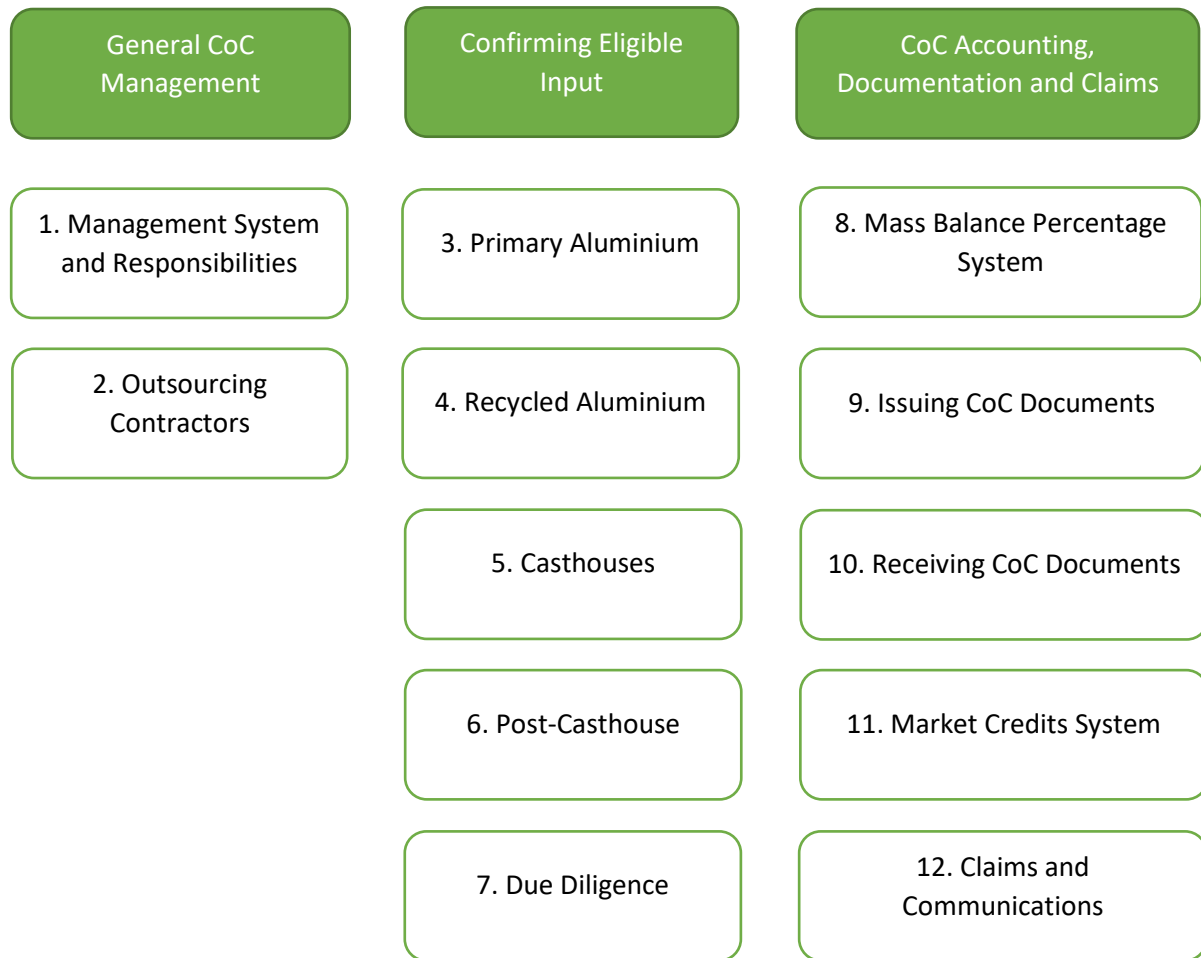 General CoC
Management
Confirming Eligible
Input
CoC Accounting,
Documentation and Claims
1. Management System
and Responsibilities
2. Outsourcing
Contractors
3. Primary Aluminium
4. Recycled Aluminium
5. Casthouses
6. Post-Casthouse
7. Due Diligence
8. Mass Balance Percentage
System
9. Issuing CoC Documents
10. Receiving CoC Documents
11. Market Credits System
12. Claims and
Communications